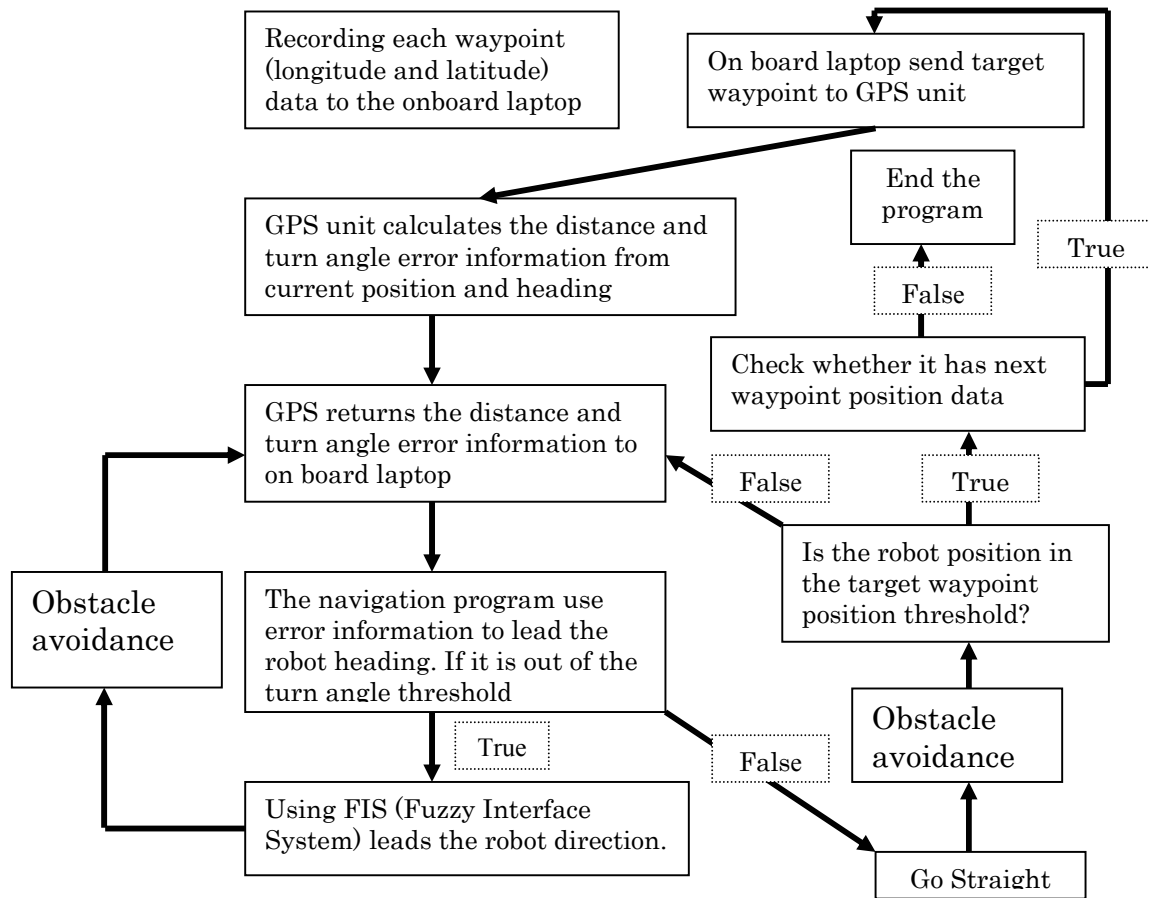 Recording each waypoint
(longitude and latitude)
data to the onboard laptop
On board laptop send target
waypoint to GPS unit
End the
program
True
GPS unit calculates the distance and
turn angle error information from
current position and heading
False
Check whether it has next
waypoint position data
GPS returns the distance and
turn angle error information to
on board laptop
False
True
Is the robot position in
the target waypoint
position threshold?
Obstacle
avoidance
The navigation program use
error information to lead the
robot heading. If it is out of the
turn angle threshold
Obstacle
avoidance
True
False
Using FIS (Fuzzy Interface
System) leads the robot direction.
Go Straight